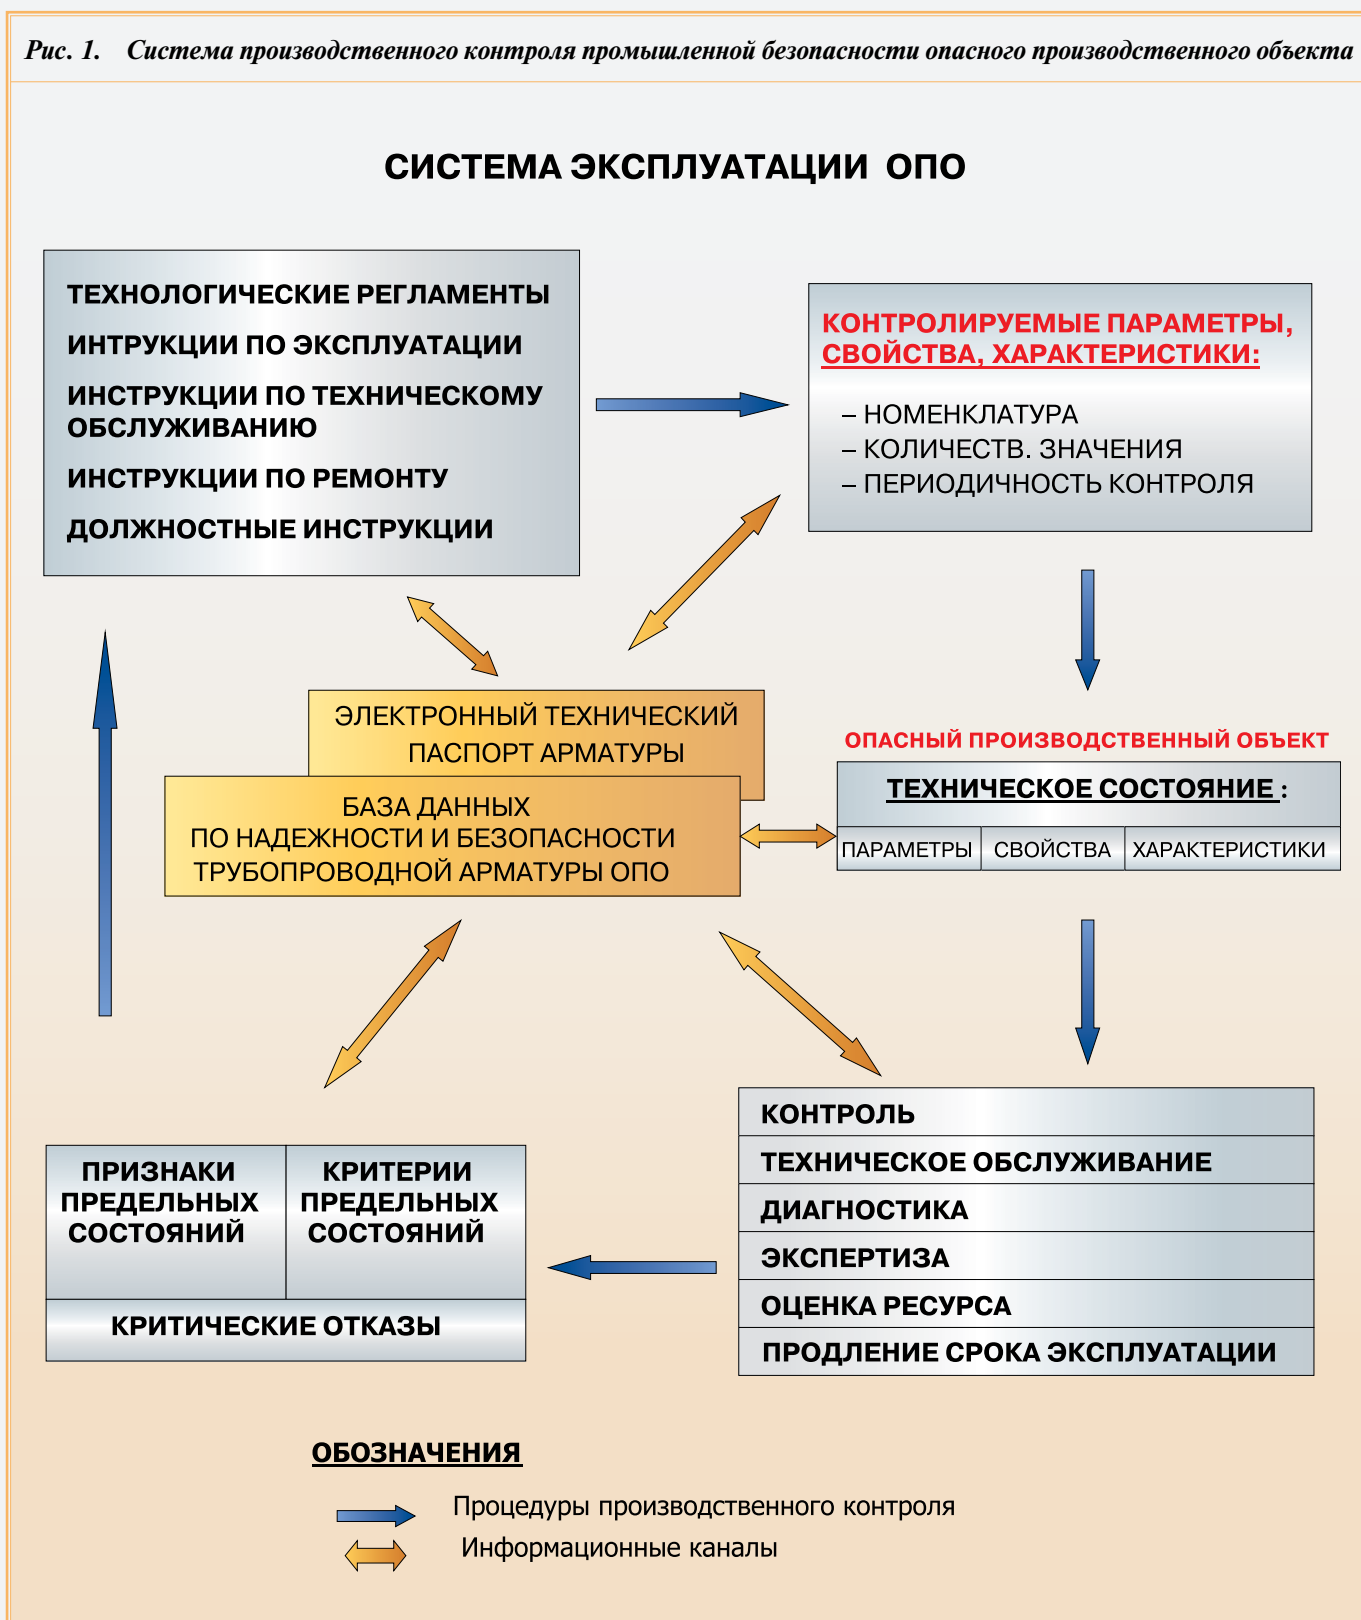 Рис. 1. Система производственного контроля промышленной безопасности опасного производственного объекта
СИСТЕМА ЭКСПЛУАТАЦИИ ОПО
ТЕХНОЛОГИЧЕСКИЕ РЕГЛАМЕНТЫ
ИНТРУКЦИИ ПО ЭКСПЛУАТАЦИИ
ИНСТРУКЦИИ ПО ТЕХНИЧЕСКОМУ
ОБСЛУЖИВАНИЮ
ИНСТРУКЦИИ ПО РЕМОНТУ
ДОЛЖНОСТНЫЕ ИНСТРУКЦИИ
КОНТРОЛИРУЕМЫЕ ПАРАМЕТРЫ,
СВОЙСТВА, ХАРАКТЕРИСТИКИ:
– НОМЕНКЛАТУРА
– КОЛИЧЕСТВ. ЗНАЧЕНИЯ
– ПЕРИОДИЧНОСТЬ КОНТРОЛЯ
ЭЛЕКТРОННЫЙ ТЕХНИЧЕСКИЙ
ПАСПОРТ АРМАТУРЫ
БАЗА ДАННЫХ
ПО НАДЕЖНОСТИ И БЕЗОПАСНОСТИ
ТРУБОПРОВОДНОЙ АРМАТУРЫ ОПО
ОПАСНЫЙ ПРОИЗВОДСТВЕННЫЙ ОБЪЕКТ
ТЕХНИЧЕСКОЕ СОСТОЯНИЕ :
ПАРАМЕТРЫ СВОЙСТВА ХАРАКТЕРИСТИКИ
ПРИЗНАКИ
ПРЕДЕЛЬНЫХ
СОСТОЯНИЙ
КРИТЕРИИ
ПРЕДЕЛЬНЫХ
СОСТОЯНИЙ
КРИТИЧЕСКИЕ ОТКАЗЫ
КОНТРОЛЬ
ТЕХНИЧЕСКОЕ ОБСЛУЖИВАНИЕ
ДИАГНОСТИКА
ЭКСПЕРТИЗА
ОЦЕНКА РЕСУРСА
ПРОДЛЕНИЕ СРОКА ЭКСПЛУАТАЦИИ
ОБОЗНАЧЕНИЯ
Процедуры производственного контроля
Информационные каналы